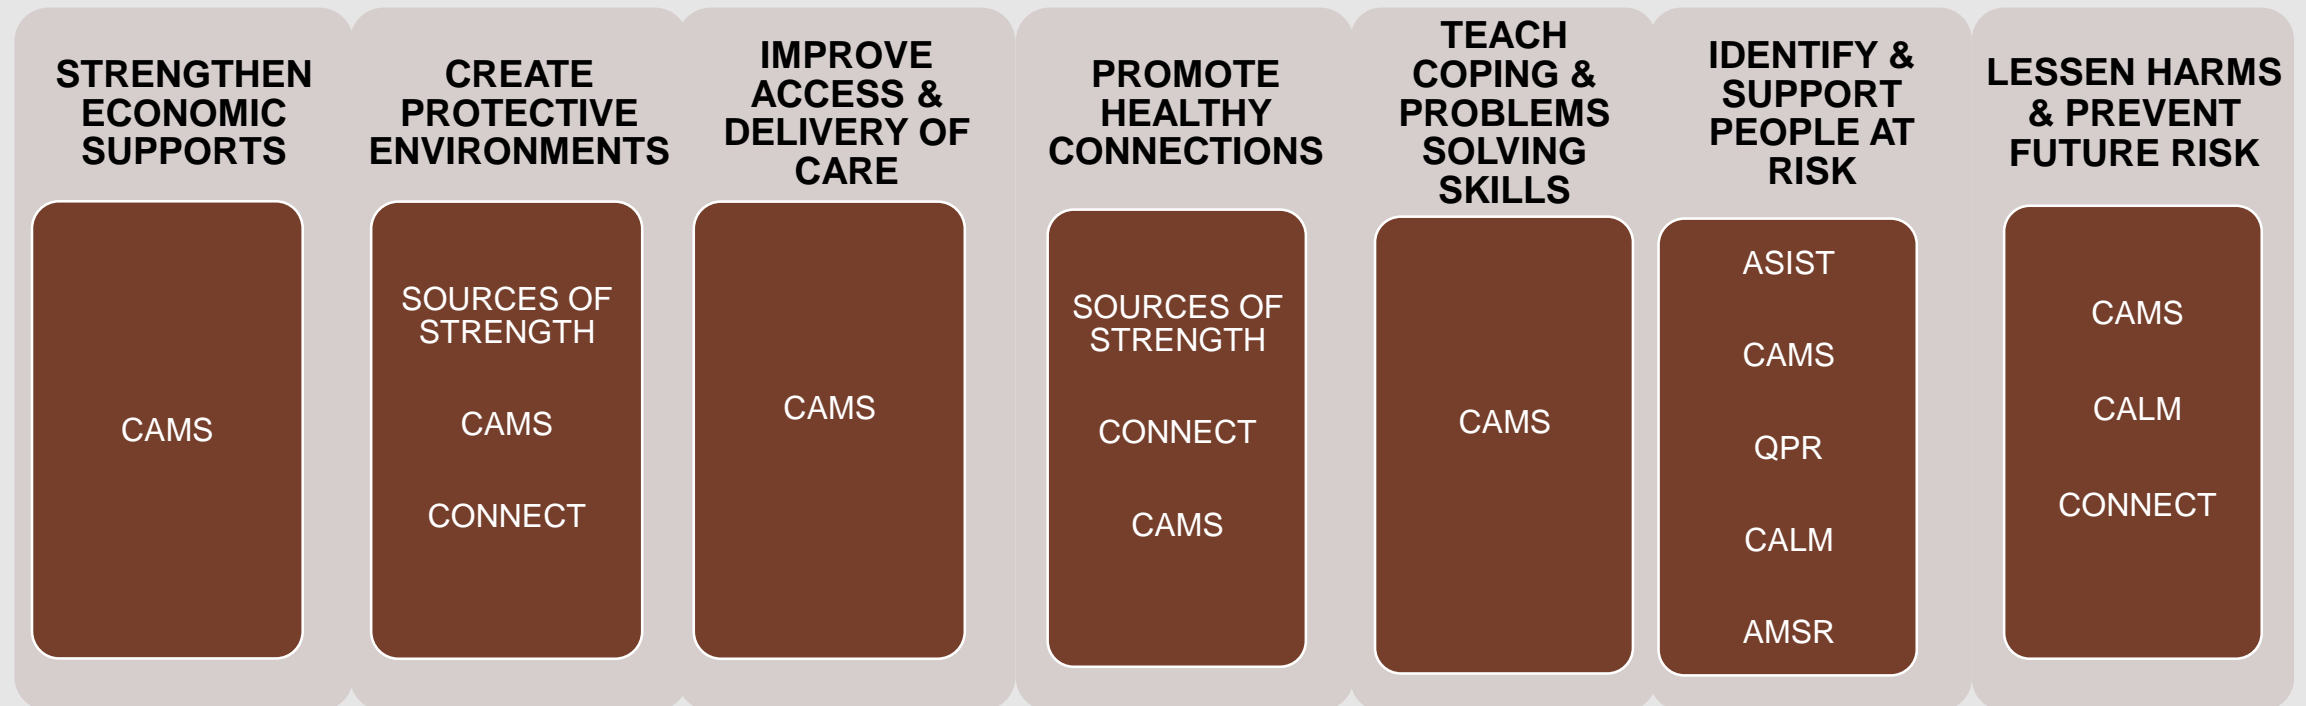 STRENGTHEN
ECONOMIC
SUPPORTS
CAMS
CREATE
PROTECTIVE
ENVIRONMENTS
SOURCES OF
STRENGTH
CAMS
CONNECT
IMPROVE
ACCESS &
DELIVERY OF
CARE
CAMS
PROMOTE
HEALTHY
CONNECTIONS
SOURCES OF
STRENGTH
CONNECT
CAMS
TEACH
COPING &
PROBLEMS
SOLVING
SKILLS
CAMS
IDENTIFY &
SUPPORT
PEOPLE AT
RISK
ASIST
CAMS
QPR
CALM
AMSR
LESSEN HARMS
& PREVENT
FUTURE RISK
CAMS
CALM
CONNECT